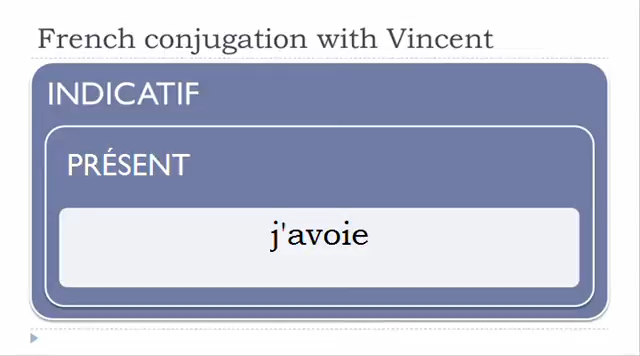 French conjugation with Vincent
INDICATIF
PRÉSENT
j'avoie